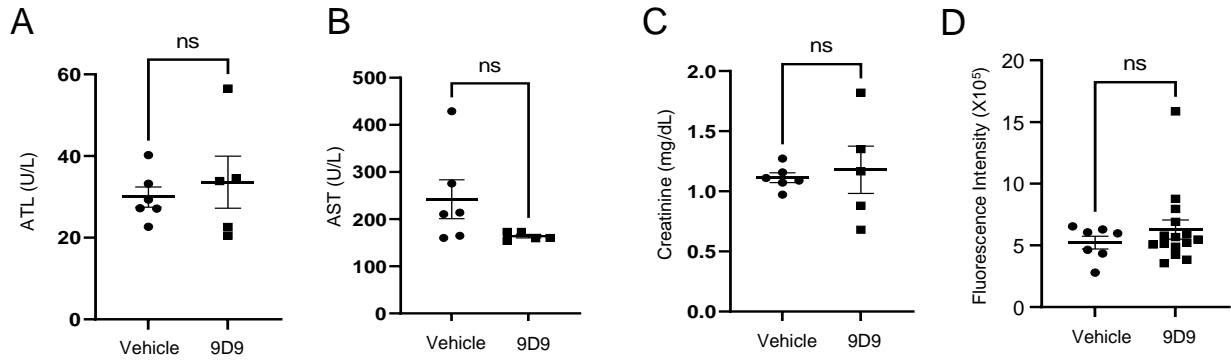 A
ns
60
40
20
0
ATL (U/L)
Vehicle
9D9
B
ns
500
400
300
200
100
0
AST (U/L)
Vehicle
9D9
C
ns
2.0
1.5
1.0
0.5
0.0
Creatinine (mg/dL)
Vehicle
9D9
D
ns
20
15
10
5
0
Fluorescence Intensity (X10⁵)
Vehicle
9D9